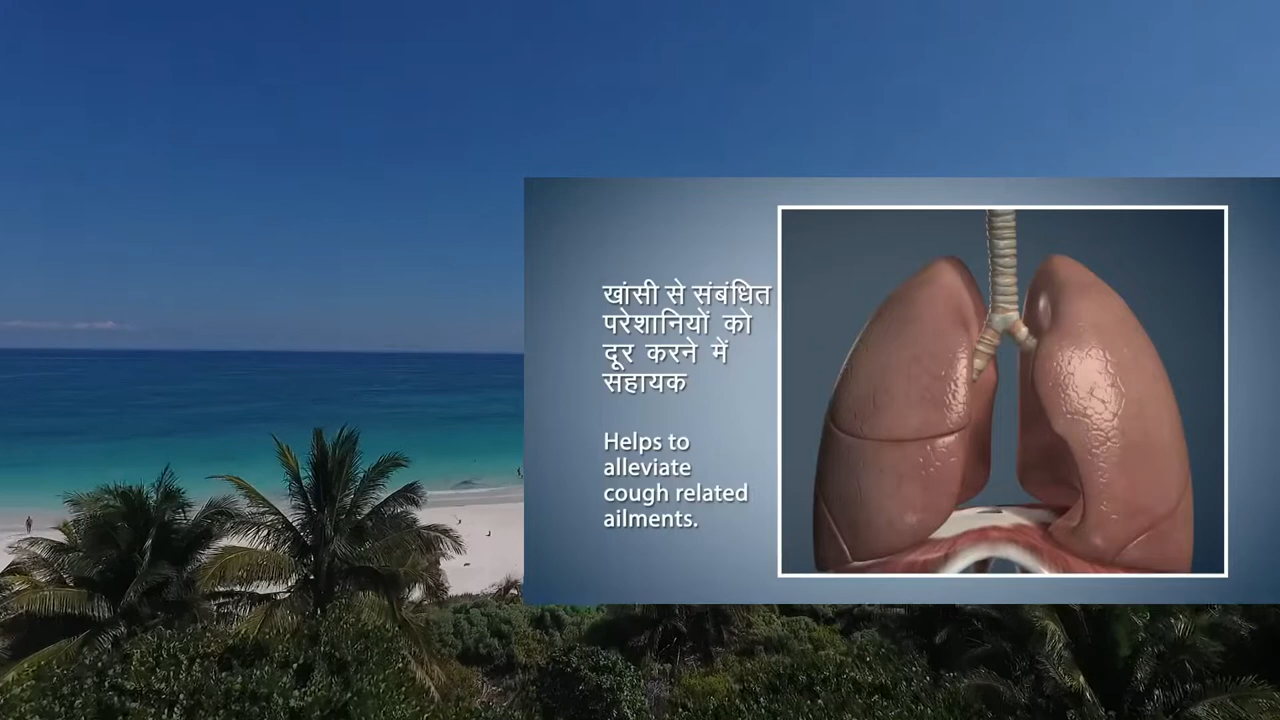 खांसी से संबंधित
परेशानियों को
दूर करने में
सहायक
Helps to
alleviate
cough related
ailments.